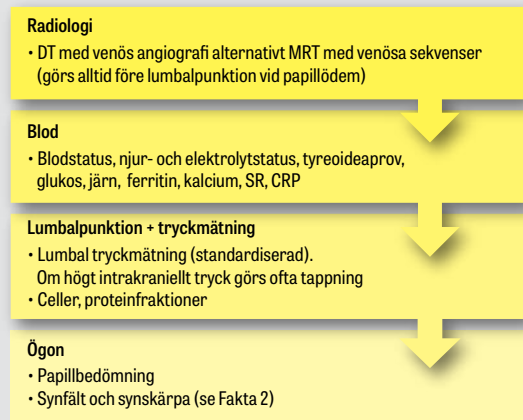 Radiologi
• DT med venös angiografi alternativt MRT med venösa sekvenser
(görs alltid före lumbalpunktion vid papillödem)
Blod
• Blodstatus, njur- och elektrolytstatus, tyreoideaprov,
glukos, järn, ferritin, kalcium, SR, CRP
Lumbalpunktion + tryckmätning
• Lumbal tryckmätning (standardiserad).
Om högt intrakraniellt tryck görs ofta tappning
• Celler, proteinfraktioner
Ögon
• Papillbedömning
• Synfält och synskärpa (se Fakta 2)